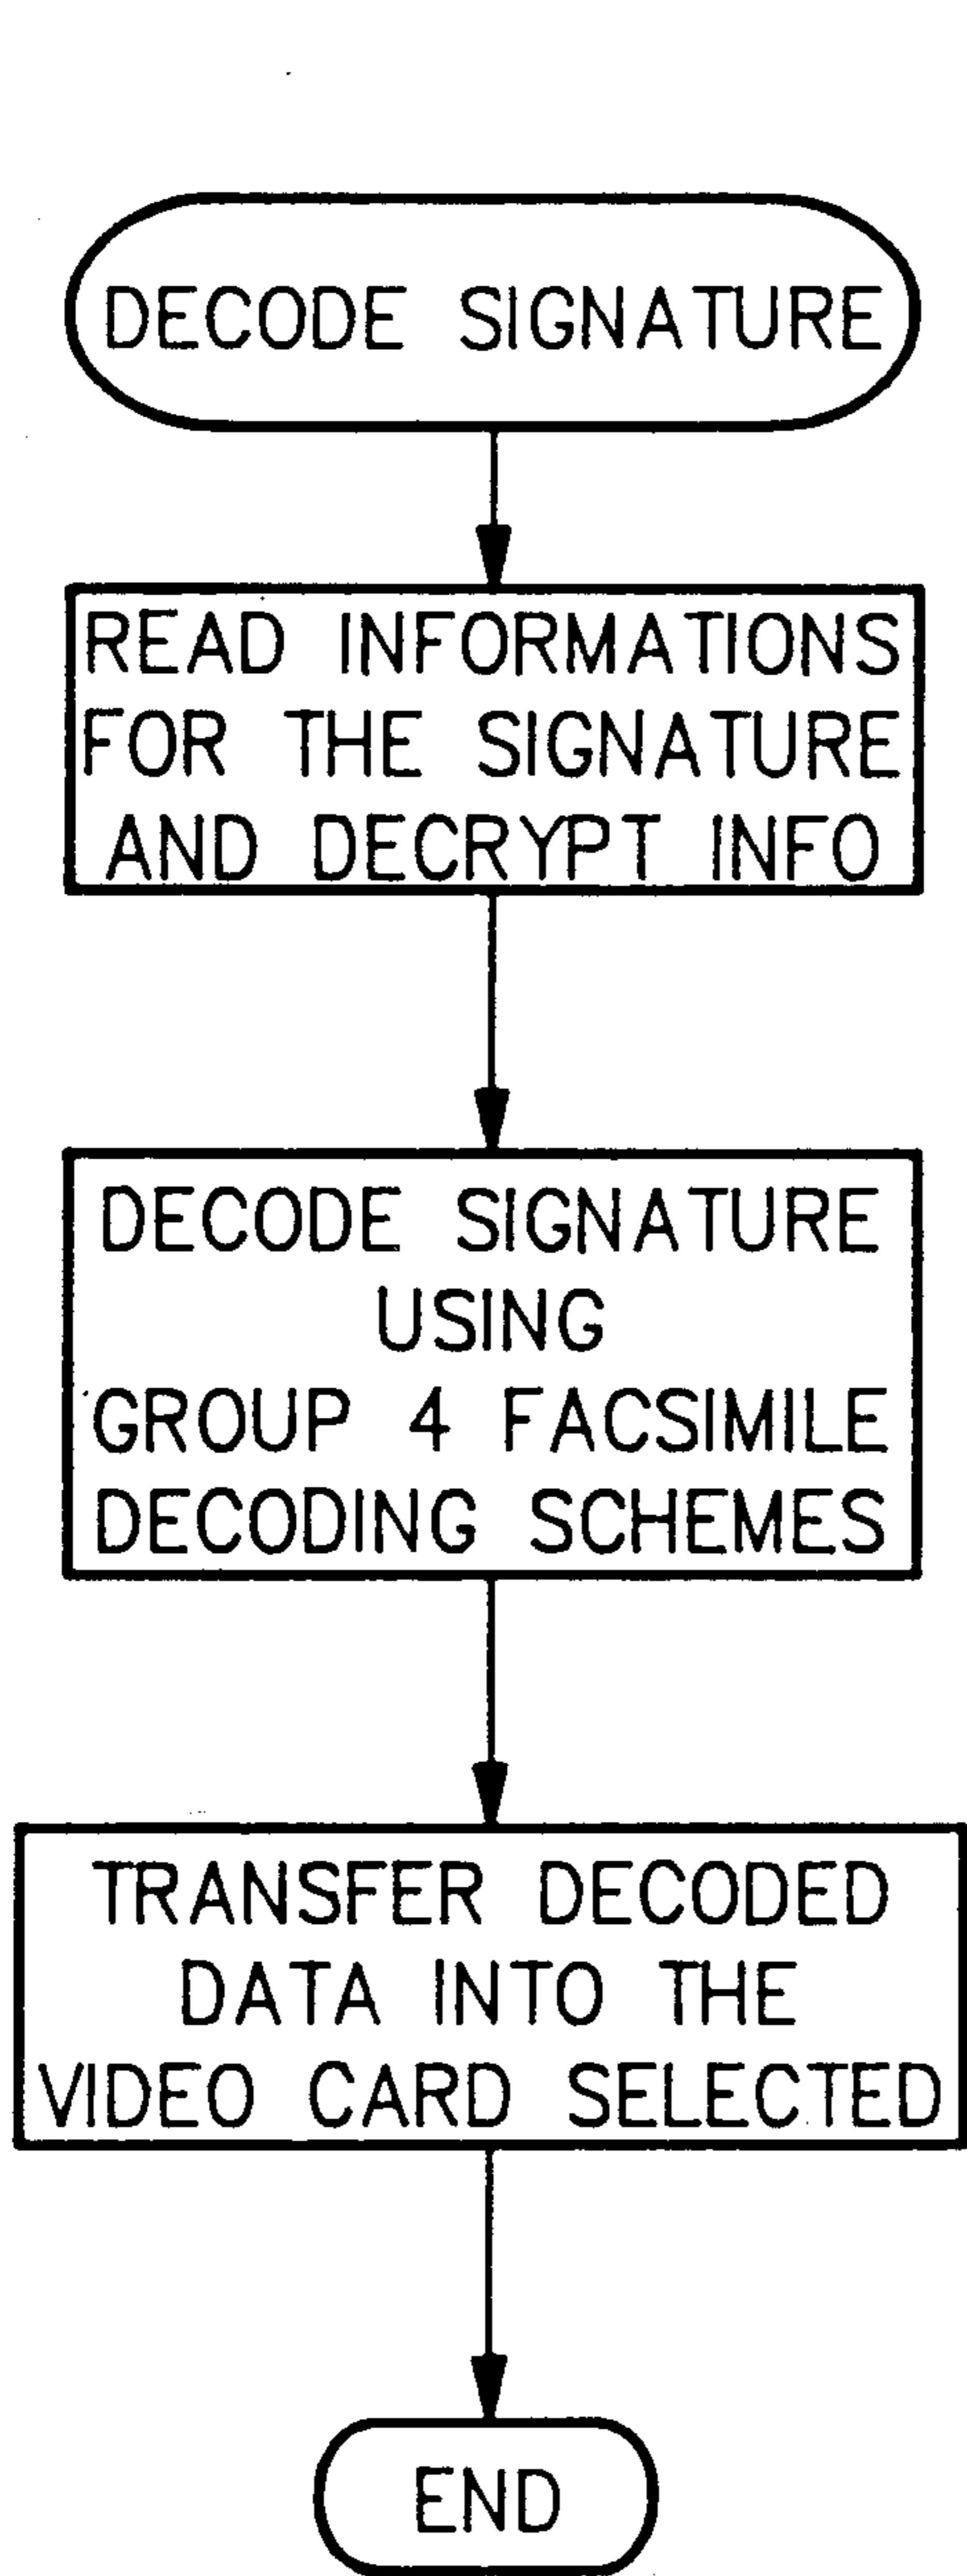 DECODE SIGNATURE
READ INFORMATIONS
FOR THE SIGNATURE
AND DECRYPT INFO
DECODE SIGNATURE
USING
GROUP 4 FACSIMILE
DECODING SCHEMES
TRANSFER DECODED
DATA INTO THE
VIDEO CARD SELECTED
END